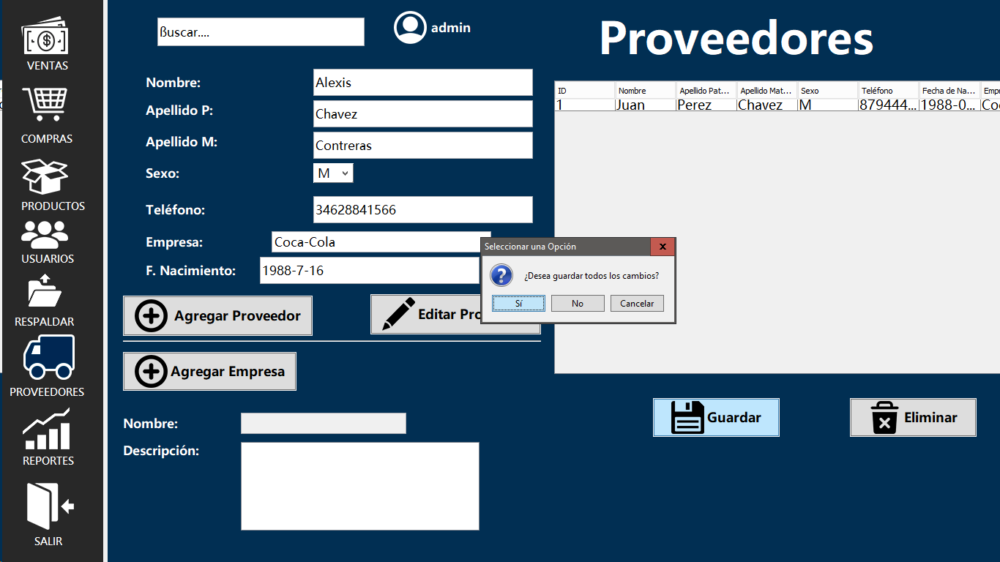 VENTAS
COMPRAS
PRODUCTOS
USUARIOS
RESPALDAR
PROVEEDORES
REPORTES
SALIR
Buscar....
admin
Proveedores
Nombre: Alexis
Apellido P: Chavez
Apellido M: Contreras
Sexo: M
Teléfono: 34628841566
Empresa: Coca-Cola
F. Nacimiento: 1988-7-16
Agregar Proveedor
Editar Pro
Agregar Empresa
Nombre:
Descripción:
ID Nombre Apellido Pat... Apellido Mat... Sexo Teléfono Fecha de Na... Empr
1 Juan Perez Chavez M 879444... 1988-0... Coc
Seleccionar una Opción
¿Desea guardar todos los cambios?
Sí No Cancelar
Guardar
Eliminar